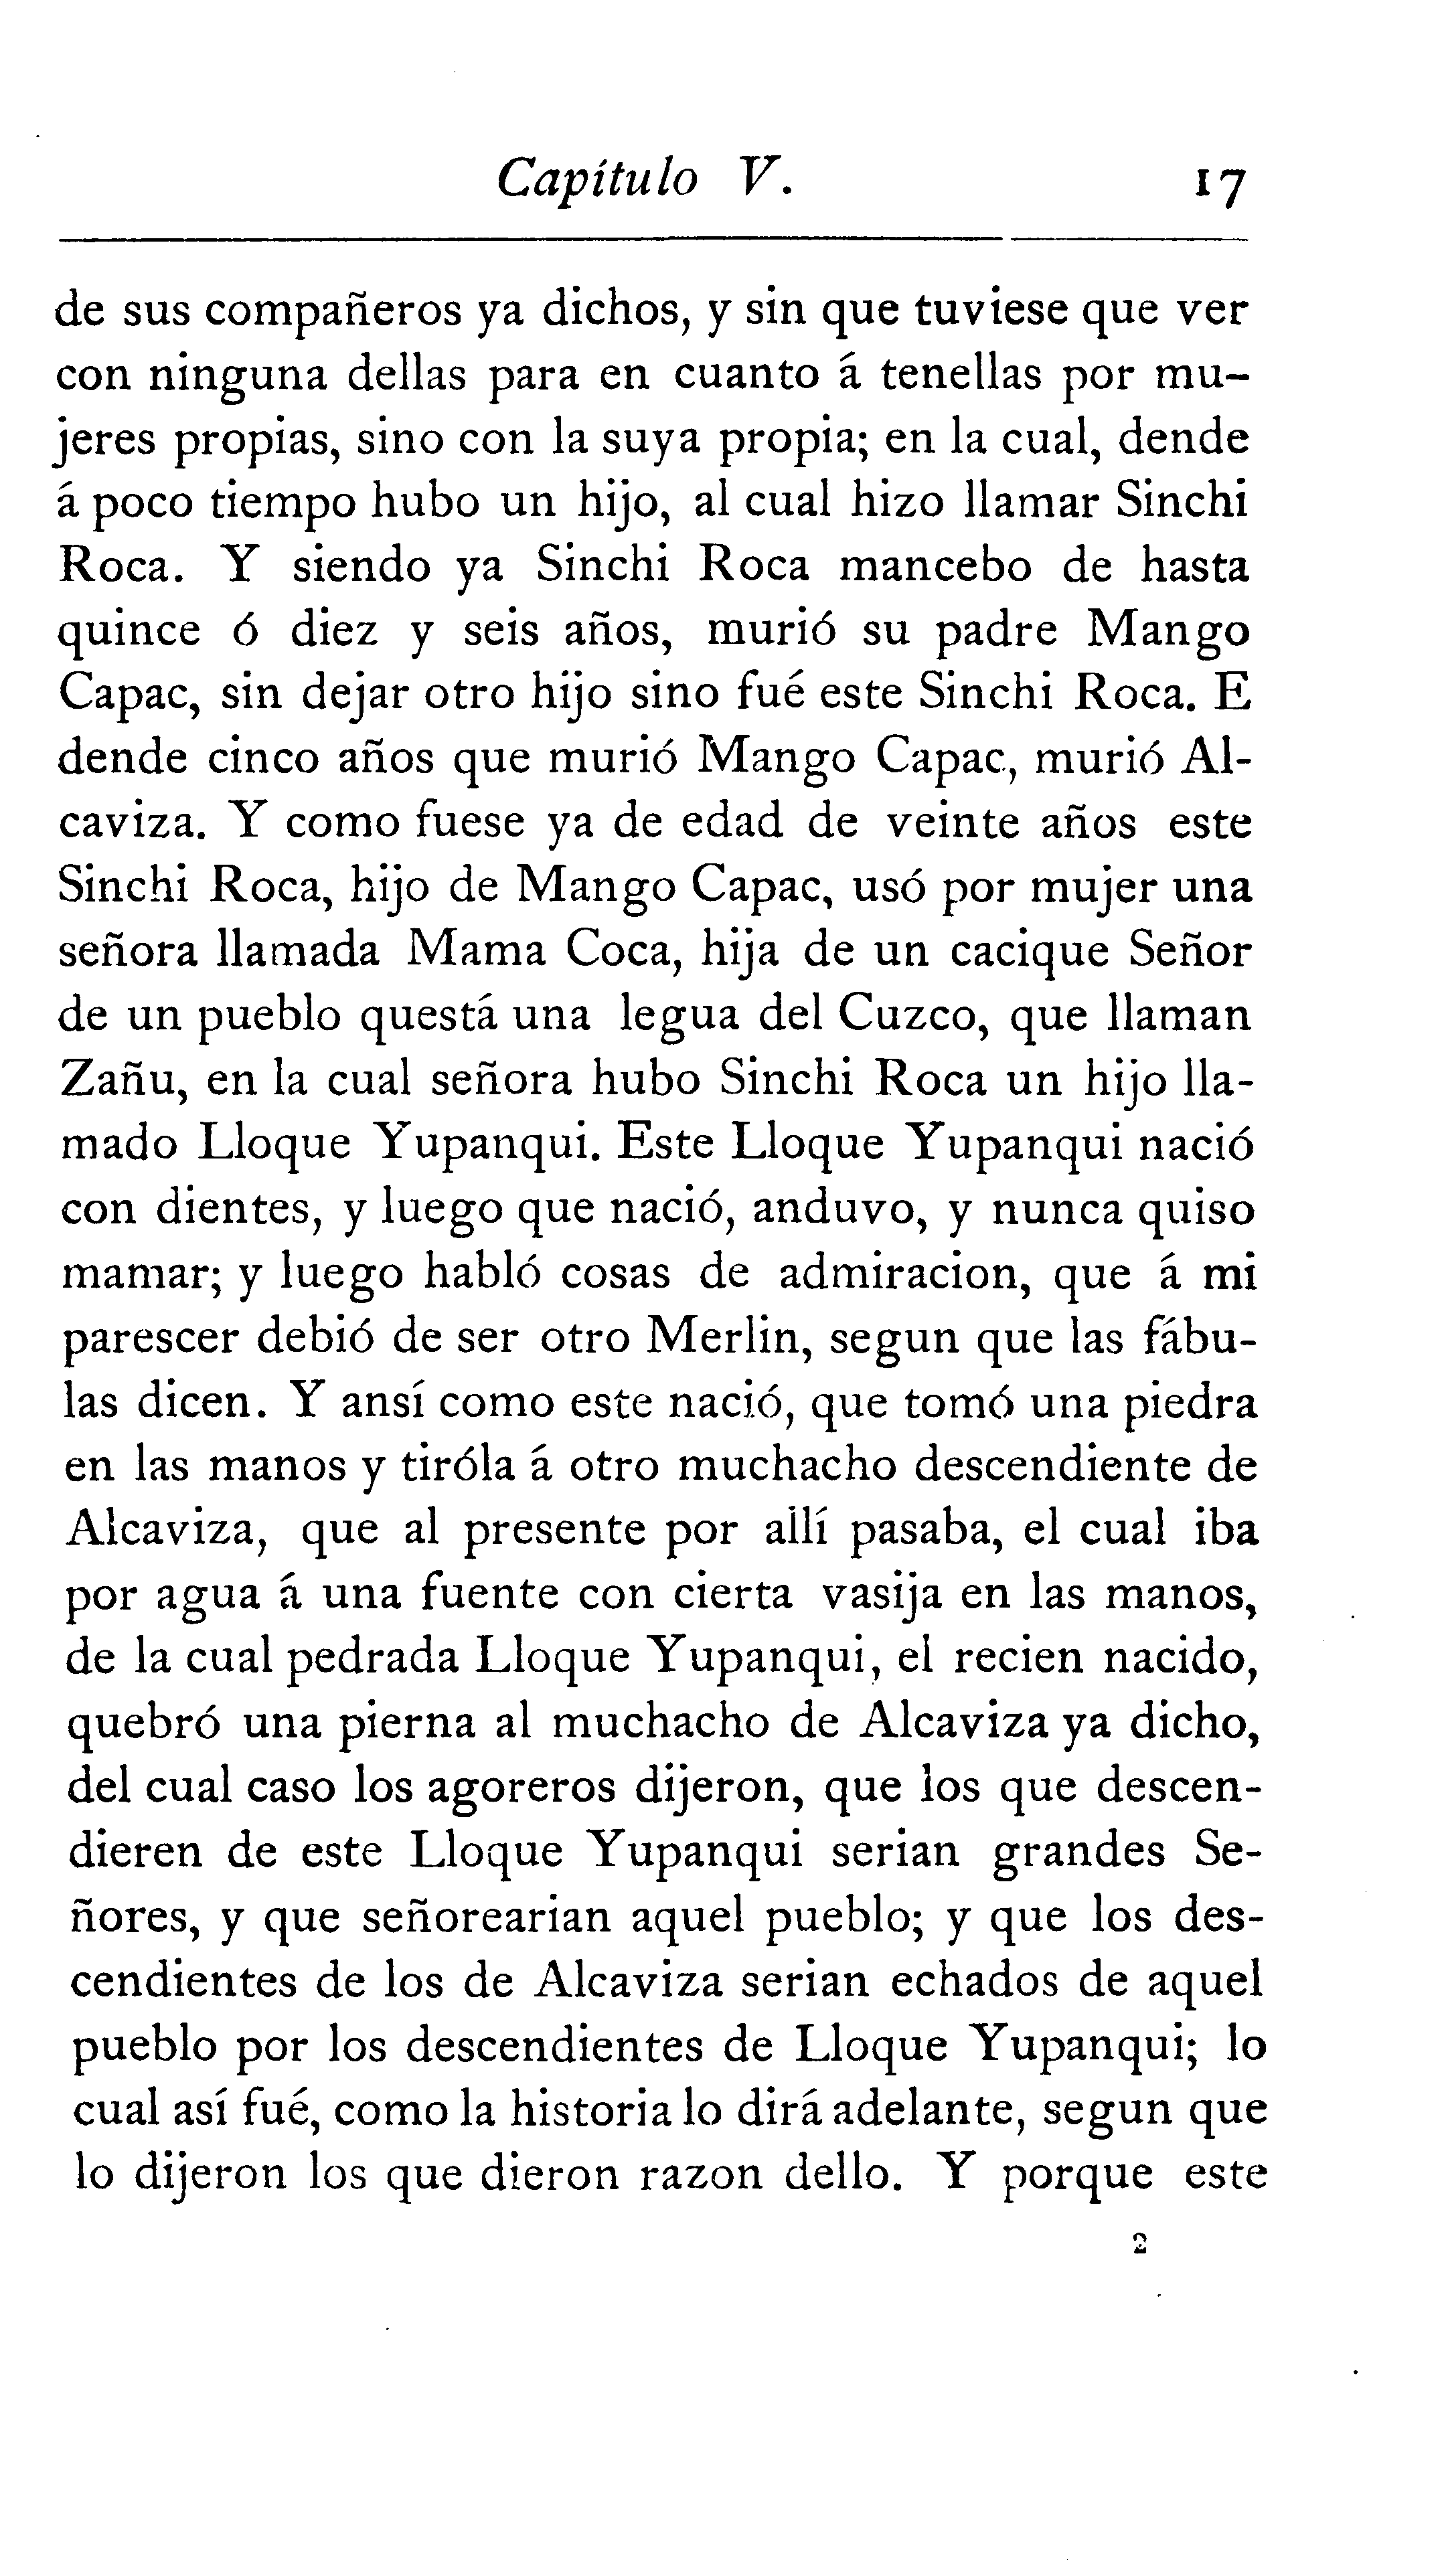 Capítulo V. 17
de sus compañeros ya dichos, y sin que tuviese que ver
con ninguna dellas para en cuanto á tenellas por mu-
jeres propias, sino con la suya propia; en la cual, dende
á poco tiempo hubo un hijo, al cual hizo llamar Sinchi
Roca. Y siendo ya Sinchi Roca mancebo de hasta
quince ó diez y seis años, murió su padre Mango
Capac, sin dejar otro hijo sino fué este Sinchi Roca. E
dende cinco años que murió Mango Capac, murió Al-
caviza. Y como fuese ya de edad de veinte años este
Sinchi Roca, hijo de Mango Capac, usó por mujer una
señora llamada Mama Coca, hija de un cacique Señor
de un pueblo questá una legua del Cuzco, que llaman
Zañu, en la cual señora hubo Sinchi Roca un hijo lla-
mado Lloque Yupanqui. Este Lloque Yupanqui nació
con dientes, y luego que nació, anduvo, y nunca quiso
mamar; y luego habló cosas de admiracion, que á mi
parescer debió de ser otro Merlin, segun que las fábu-
las dicen. Y ansí como este nació, que tomó una piedra
en las manos y tiróla á otro muchacho descendiente de
Alcaviza, que al presente por allí pasaba, el cual iba
por agua á una fuente con cierta vasija en las manos,
de la cual pedrada Lloque Yupanqui, el recien nacido,
quebró una pierna al muchacho de Alcaviza ya dicho,
del cual caso los agoreros dijeron, que los que descen-
dieren de este Lloque Yupanqui serian grandes Se-
ñores, y que señorearian aquel pueblo; y que los des-
cendientes de los de Alcaviza serian echados de aquel
pueblo por los descendientes de Lloque Yupanqui; lo
cual así fué, como la historia lo dirá adelante, segun que
lo dijeron los que dieron razon dello. Y porque este
2